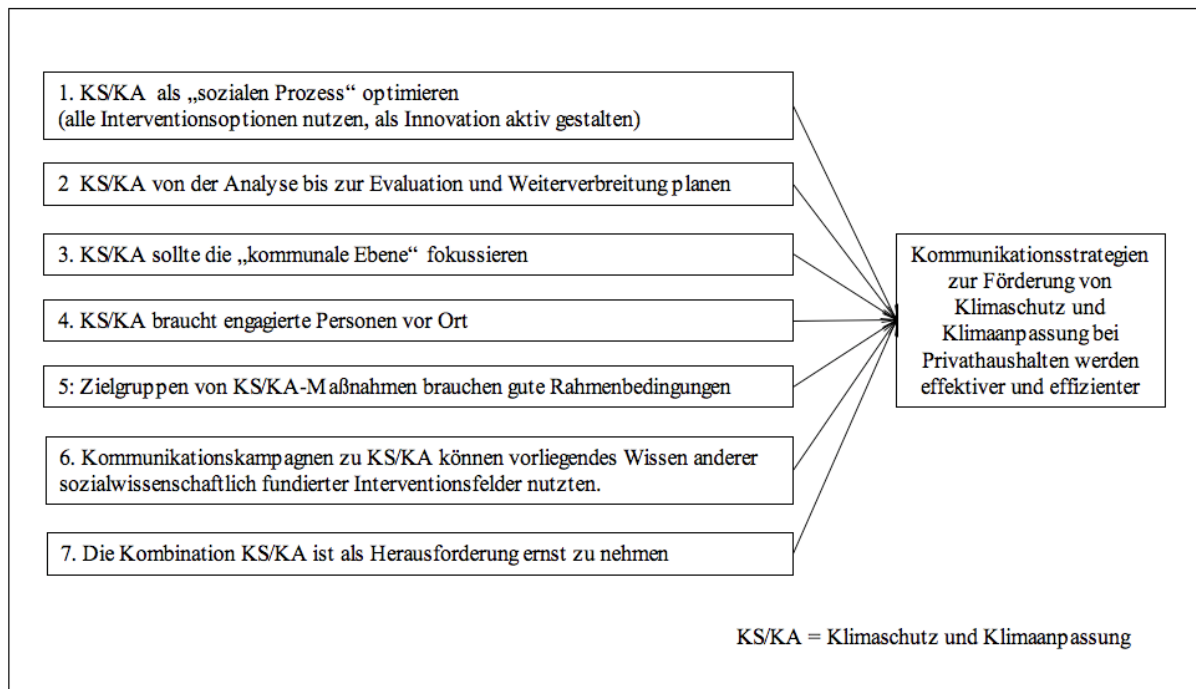 1. KS/KA als „sozialen Prozess“ optimieren
(alle Interventionsoptionen nutzen, als Innovation aktiv gestalten)
2 KS/KA von der Analyse bis zur Evaluation und Weiterverbreitung planen
3. KS/KA sollte die „kommunale Ebene“ fokussieren
4. KS/KA braucht engagierte Personen vor Ort
5: Zielgruppen von KS/KA-Maßnahmen brauchen gute Rahmenbedingungen
6. Kommunikationskampagnen zu KS/KA können vorliegendes Wissen anderer
sozialwissenschaftlich fundierter Interventionsfelder nutzten.
7. Die Kombination KS/KA ist als Herausforderung ernst zu nehmen
Kommunikationsstrategien
zur Förderung von
Klimaschutz und
Klimaanpassung bei
Privathaushalten werden
effektiver und effizienter
KS/KA = Klimaschutz und Klimaanpassung